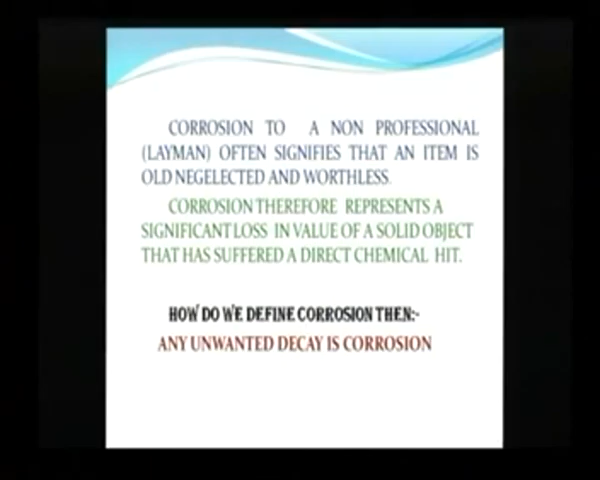 CORROSION TO A NON PROFESSIONAL
(LAYMAN) OFTEN SIGNIFIES THAT AN ITEM IS
OLD NEGELECTED AND WORTHLESS.
CORROSION THEREFORE REPRESENTS A
SIGNIFICANT LOSS IN VALUE OF A SOLID OBJECT
THAT HAS SUFFERED A DIRECT CHEMICAL HIT.
HOW DO WE DEFINE CORROSION THEN:-
ANY UNWANTED DECAY IS CORROSION